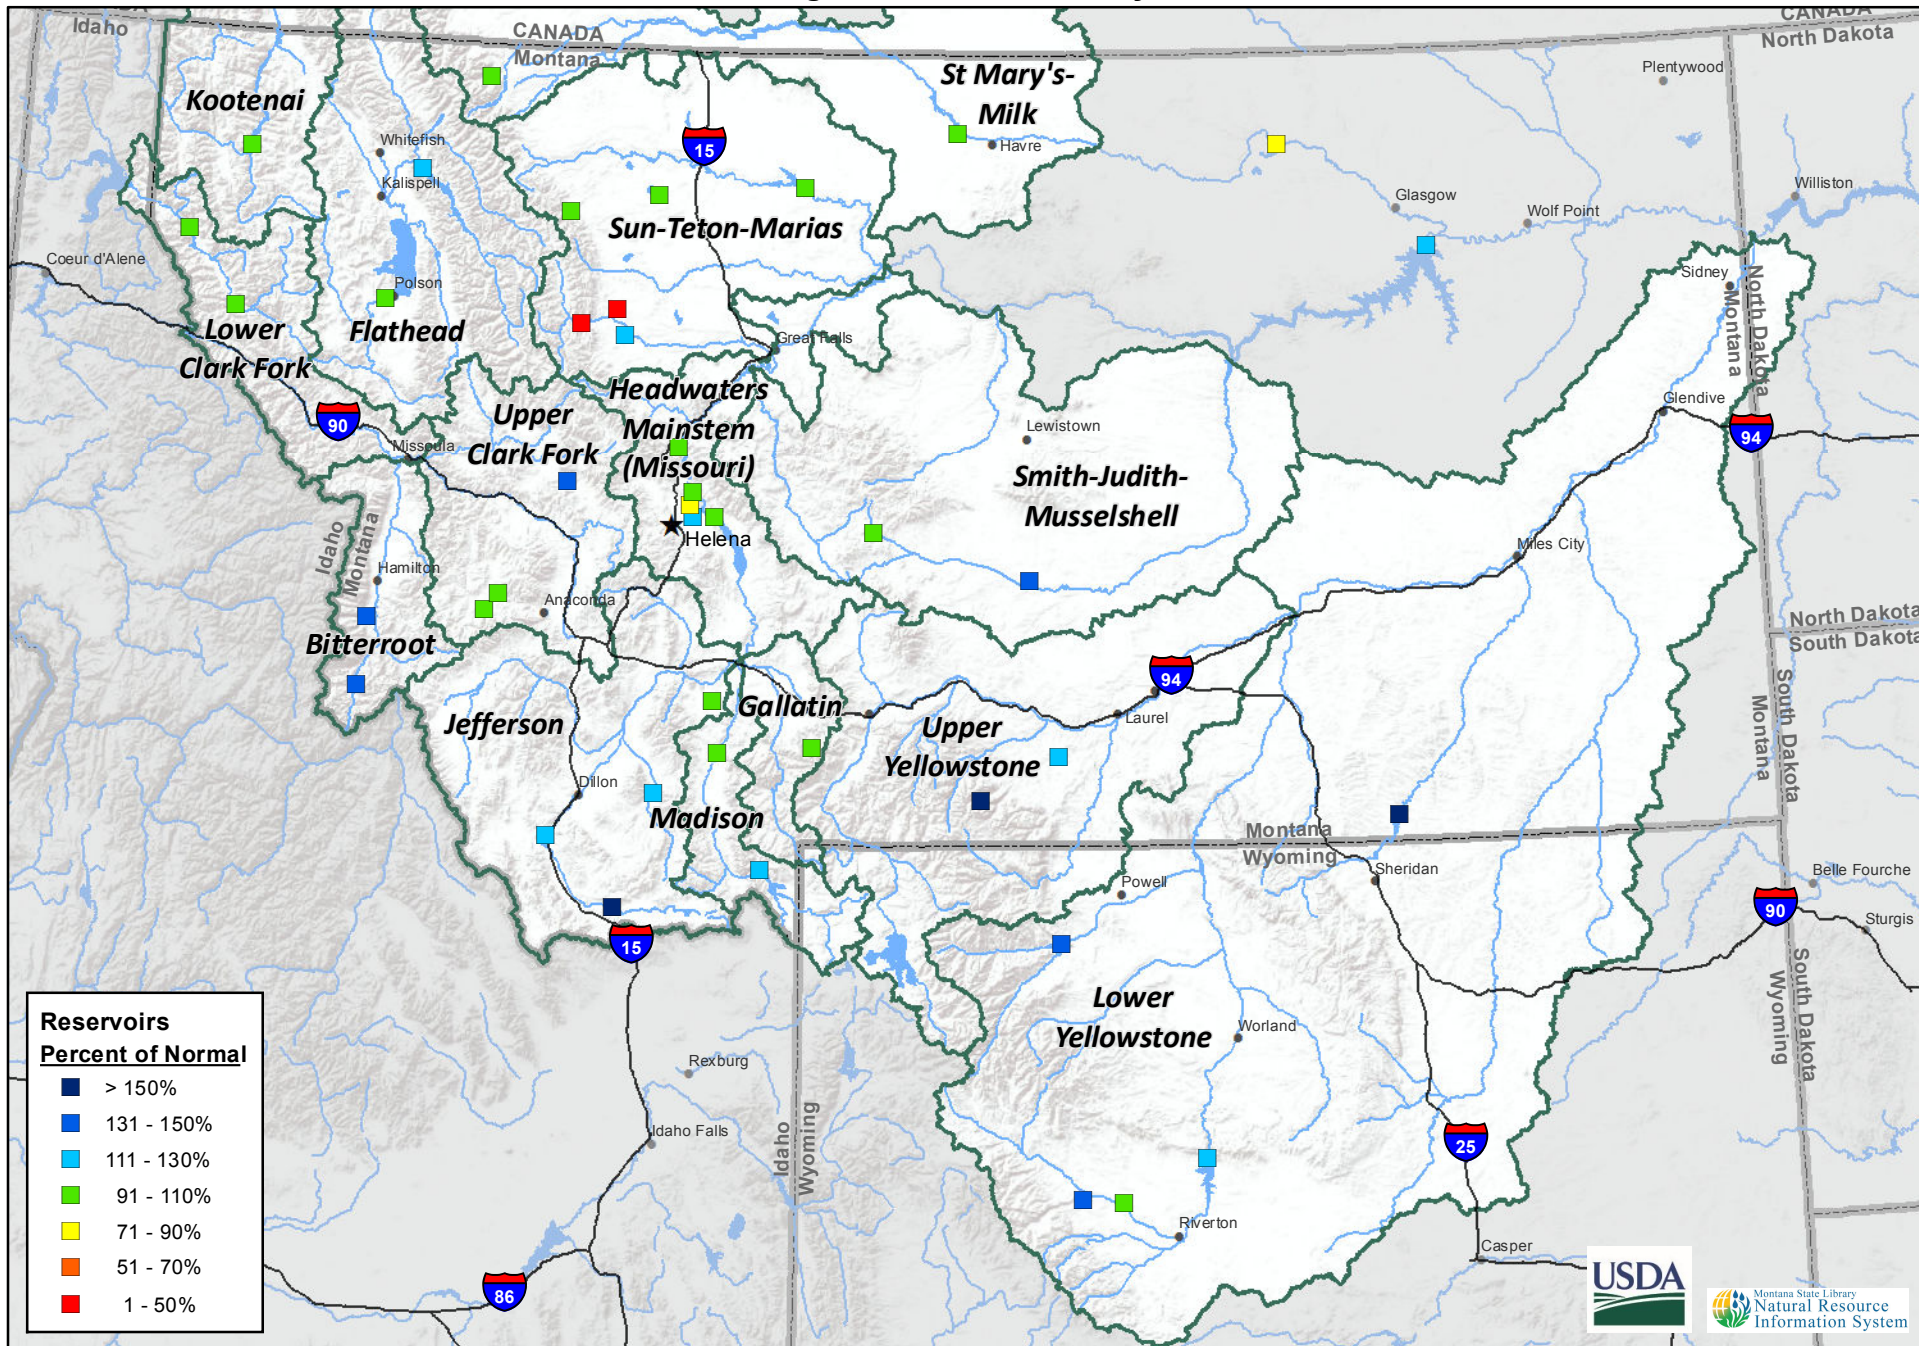 CANADA
Idaho
CANADA
Montana
CANADA
North Dakota
Plentywood
St Mary's-
Milk
Kootenai
Whitefish
15
Havre
Kalispell
Glasgow
Wolf Point
Williston
Sun-Teton-Marias
Coeur d'Alene
Polson
Sidney
North Dakota
Montana
Lower
Clark Fork
Flathead
Great Falls
Headwaters
Mainstem
(Missouri)
Upper
Clark Fork
90
Missoula
Lewistown
Glendive
94
Smith-Judith-
Musselshell
Helena
Idaho
Montana
Hamilton
Anaconda
Miles City
North Dakota
South Dakota
Bitterroot
94
Jefferson
Gallatin
Laurel
Upper
Yellowstone
South Dakota
Montana
Dillon
Madison
Montana
Wyoming
Sheridan
Powell
Belle Fourche
90
Sturgis
15
South Dakota
Wyoming
Lower
Yellowstone
Worland
Rexburg
Idaho
Wyoming
Idaho Falls
25
Riverton
Casper
86
Reservoirs
Percent of Normal
> 150%
131 - 150%
111 - 130%
91 - 110%
71 - 90%
51 - 70%
1 - 50%
USDA
Montana State Library
Natural Resource
Information System